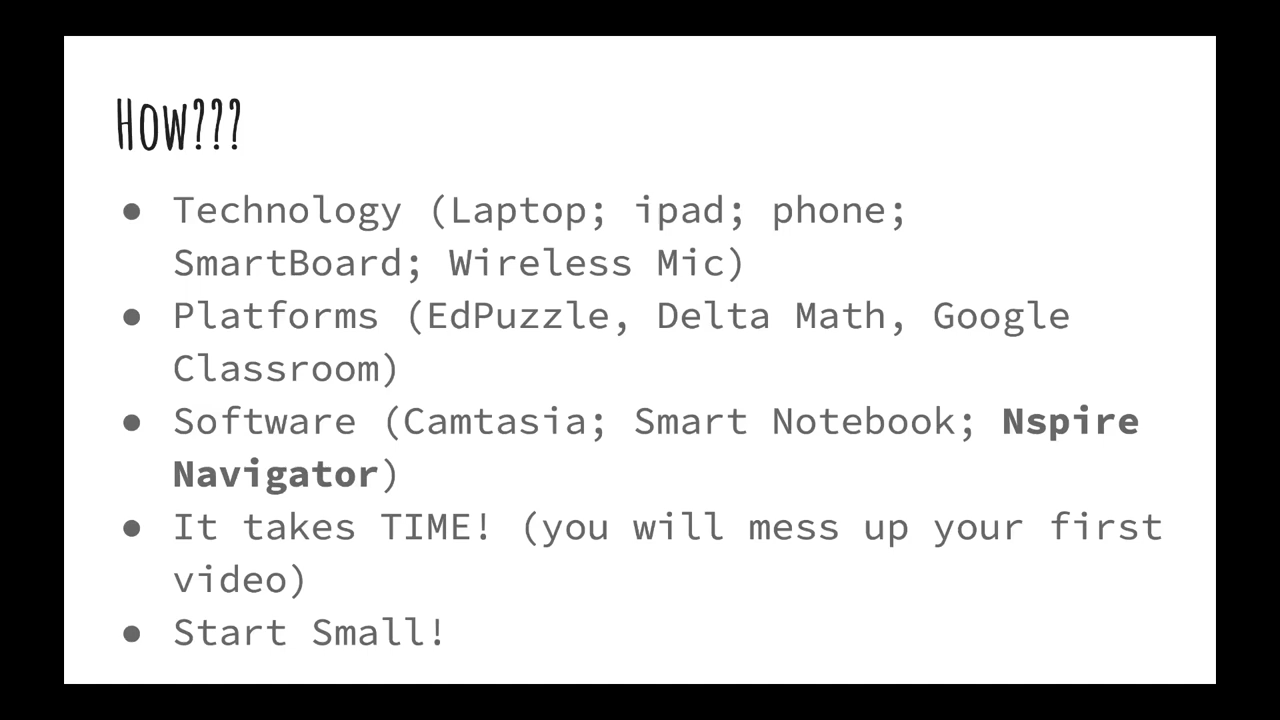 How???
● Technology (Laptop; ipad; phone;
SmartBoard; Wireless Mic)
● Platforms (EdPuzzle, Delta Math, Google
Classroom)
● Software (Camtasia; Smart Notebook; Nspire
Navigator)
● It takes TIME! (you will mess up your first
video)
● Start Small!